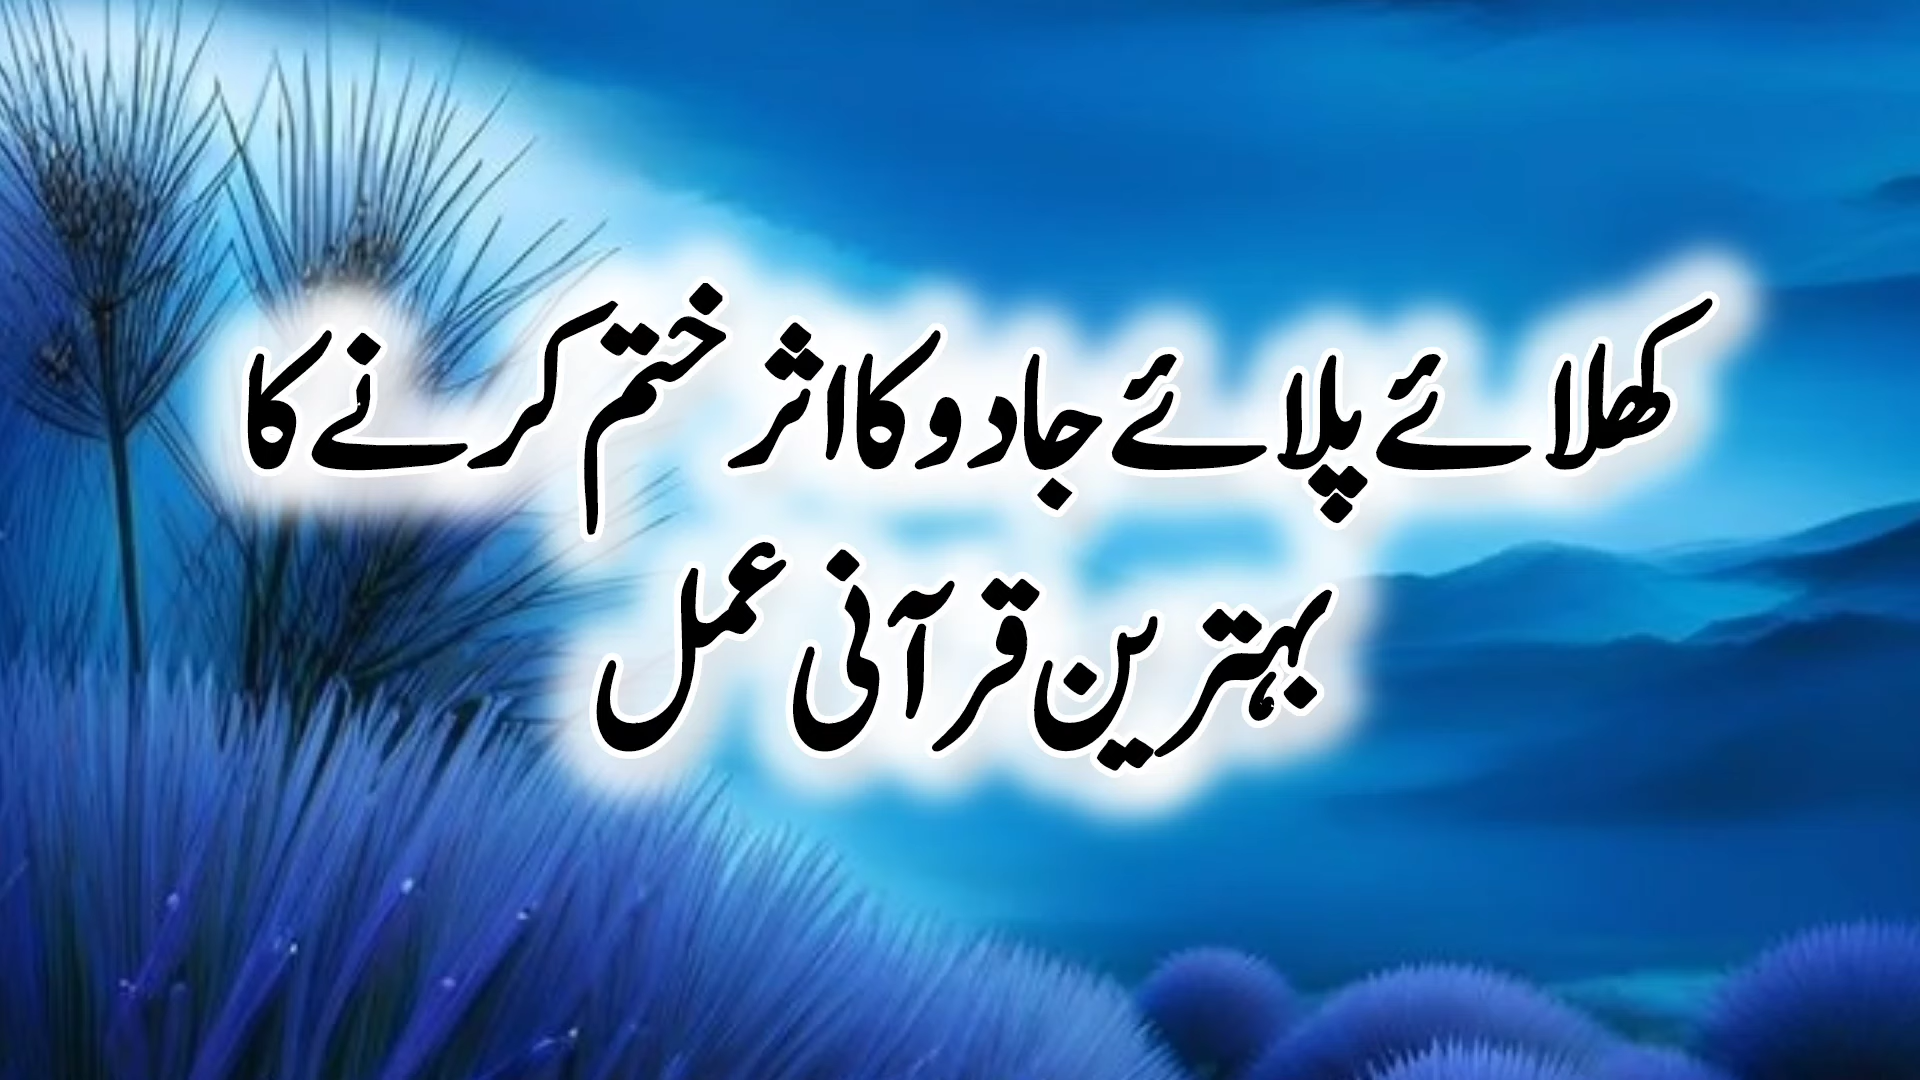 کھلائے پلائے جادو کا اثر ختم کرنے کا
بہترین قرآنی عمل